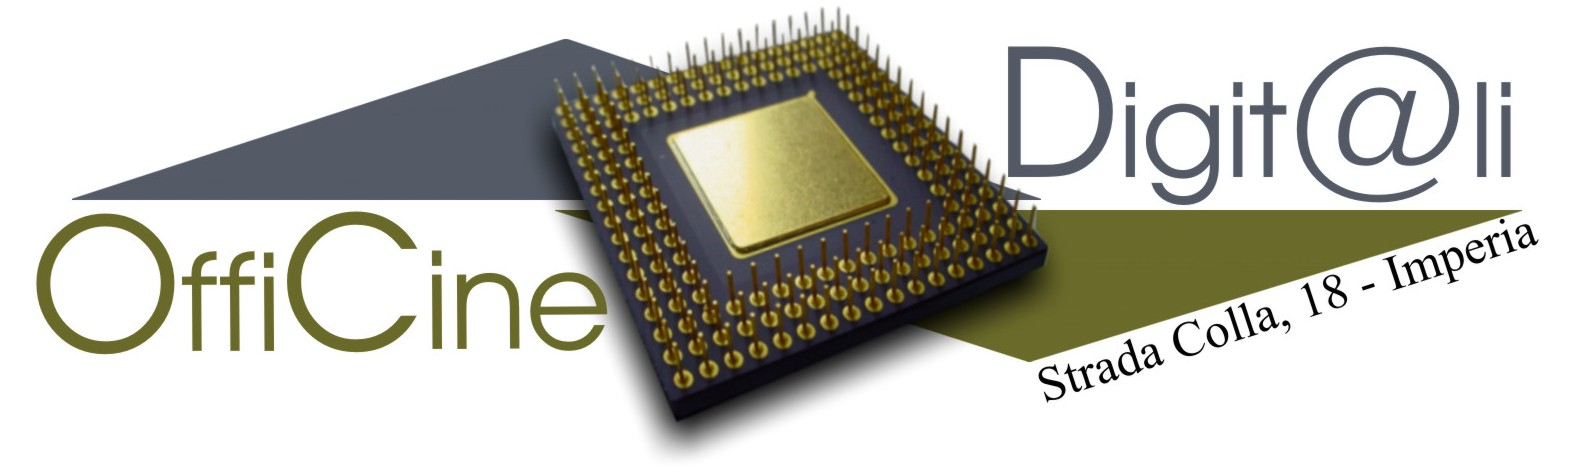 OffiCine
Digit@li
Strada Colla, 18 - Imperia